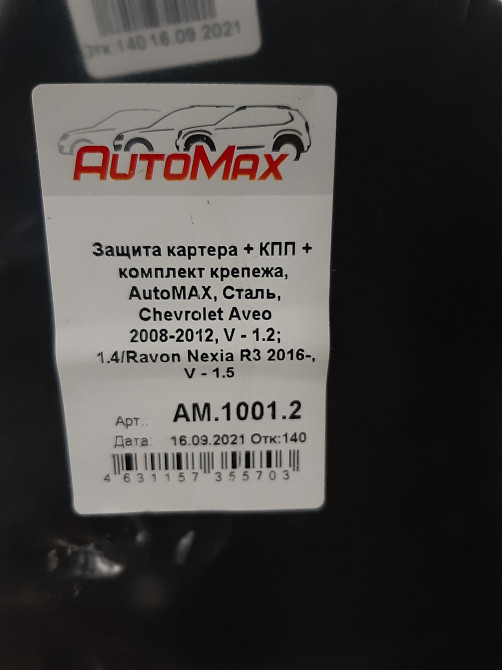 Отк:140 16.09.2021
AUTOMAX
Защита картера + КПП +
комплект крепежа,
AutoMAX, Сталь,
Chevrolet Aveo
2008-2012, V - 1.2;
1.4/Ravon Nexia R3 2016-,
V - 1.5
Арт.: AM.1001.2
Дата: 16.09.2021 Отк:140
4 631157 355703